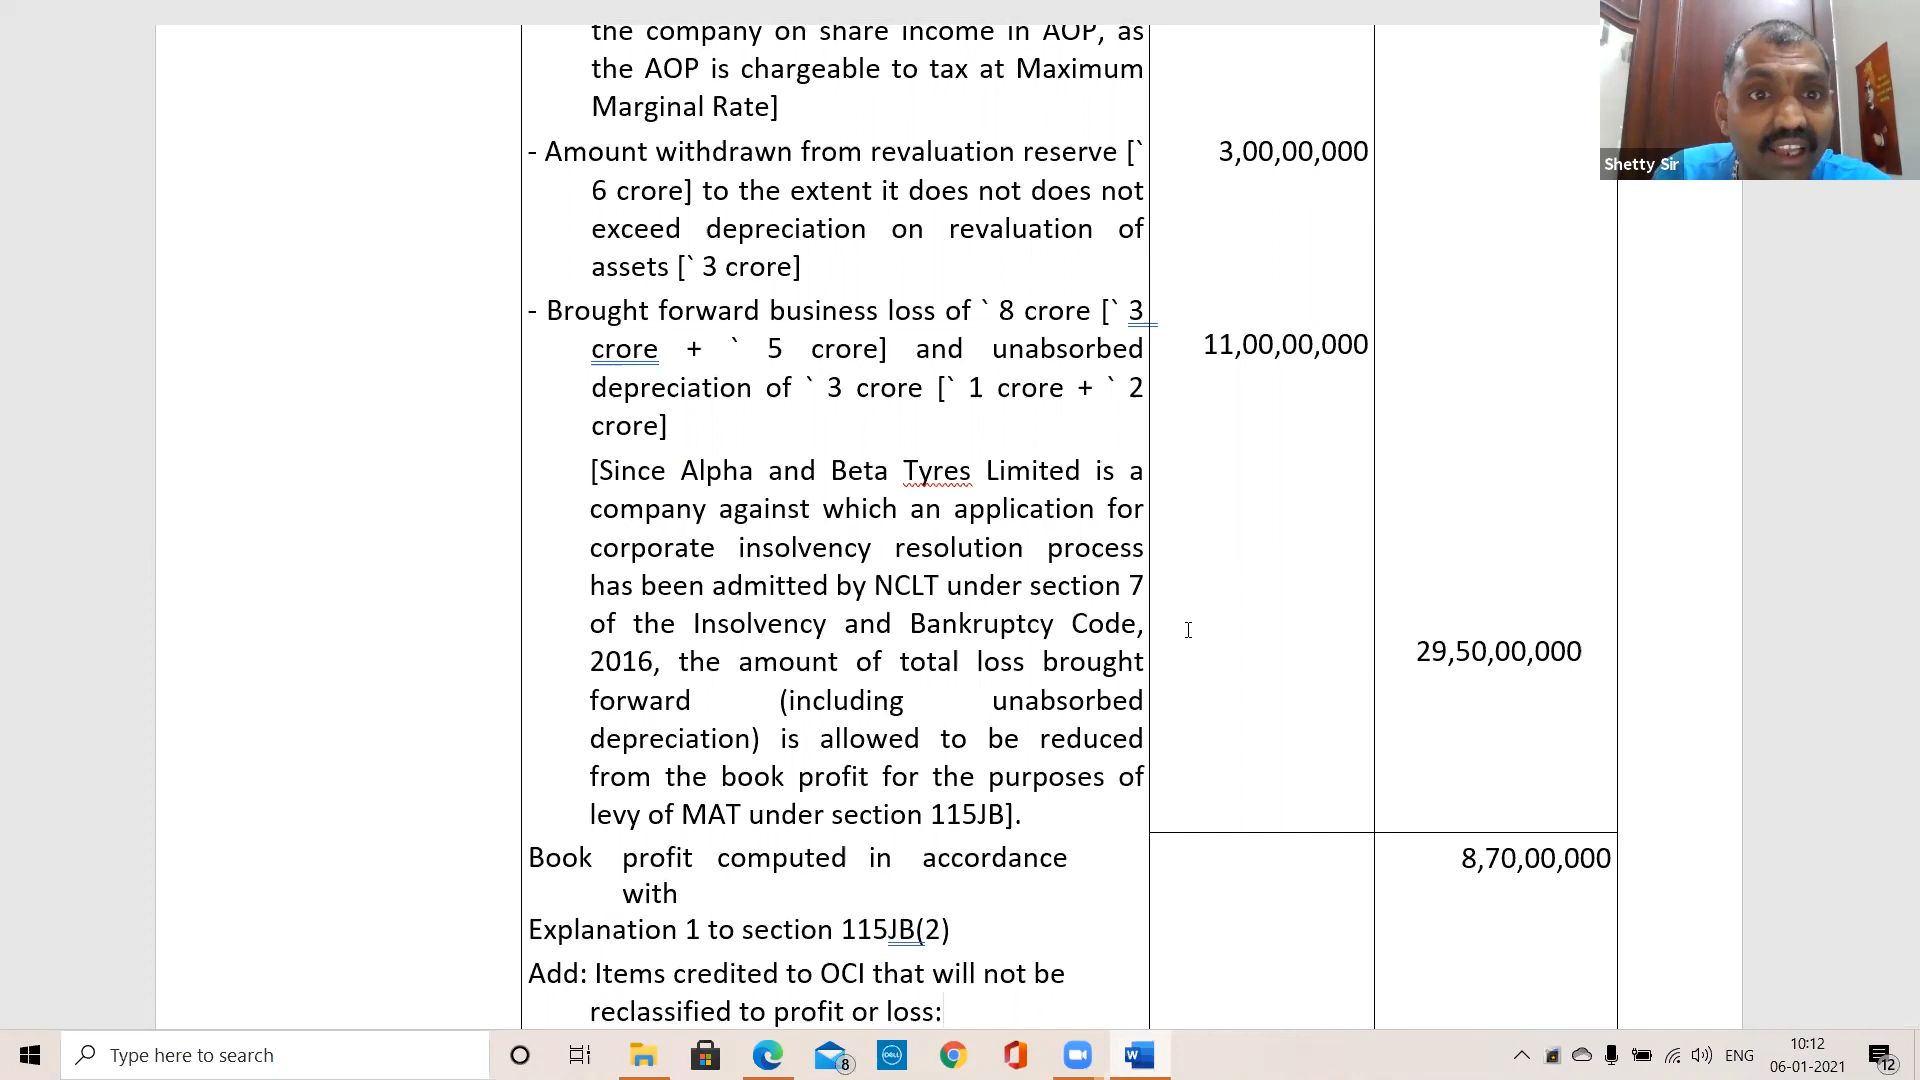 the company on share income in AOP, as
the AOP is chargeable to tax at Maximum
Marginal Rate]
- Amount withdrawn from revaluation reserve [` 3,00,00,000
6 crore] to the extent it does not does not
exceed depreciation on revaluation of
assets [` 3 crore]
- Brought forward business loss of ` 8 crore [` 3
crore + ` 5 crore] and unabsorbed 11,00,00,000
depreciation of ` 3 crore [` 1 crore + ` 2
crore]
[Since Alpha and Beta Tyres Limited is a
company against which an application for
corporate insolvency resolution process
has been admitted by NCLT under section 7
of the Insolvency and Bankruptcy Code,
2016, the amount of total loss brought 29,50,00,000
forward (including unabsorbed
depreciation) is allowed to be reduced
from the book profit for the purposes of
levy of MAT under section 115JB].
Book profit computed in accordance 8,70,00,000
with
Explanation 1 to section 115JB(2)
Add: Items credited to OCI that will not be
reclassified to profit or loss:
Shetty Sir
Type here to search
8
DELL
W
ENG
10:12
06-01-2021
12